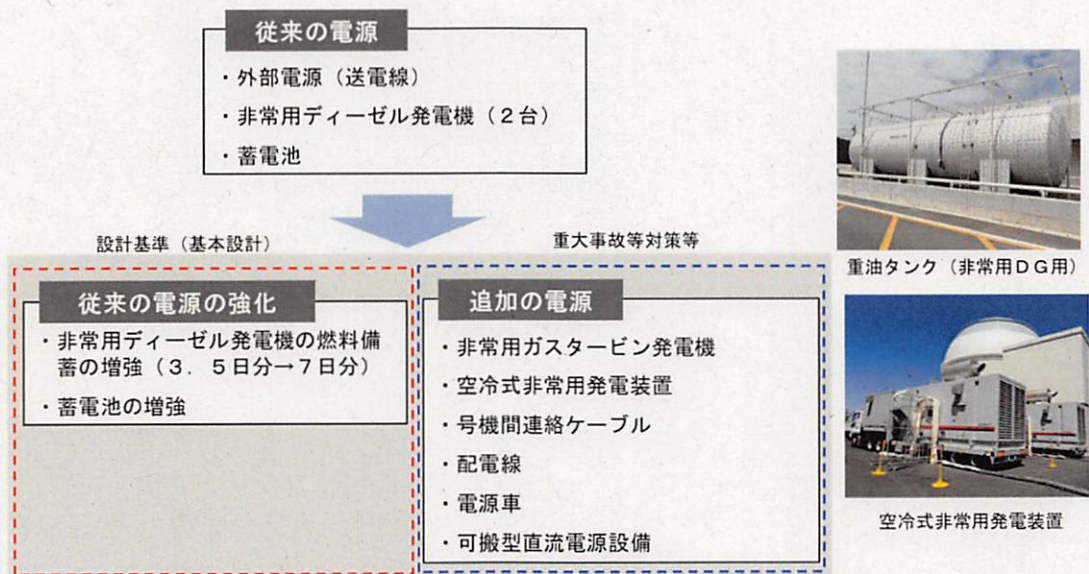 従来の電源
・外部電源（送電線）
・非常用ディーゼル発電機（２台）
・蓄電池
設計基準（基本設計）
重大事故等対策等
従来の電源の強化
・非常用ディーゼル発電機の燃料備
蓄の増強（３．５日分→７日分）
・蓄電池の増強
追加の電源
・非常用ガスタービン発電機
・空冷式非常用発電装置
・号機間連絡ケーブル
・配電線
・電源車
・可搬型直流電源設備
重油タンク（非常用ＤＧ用）
空冷式非常用発電装置